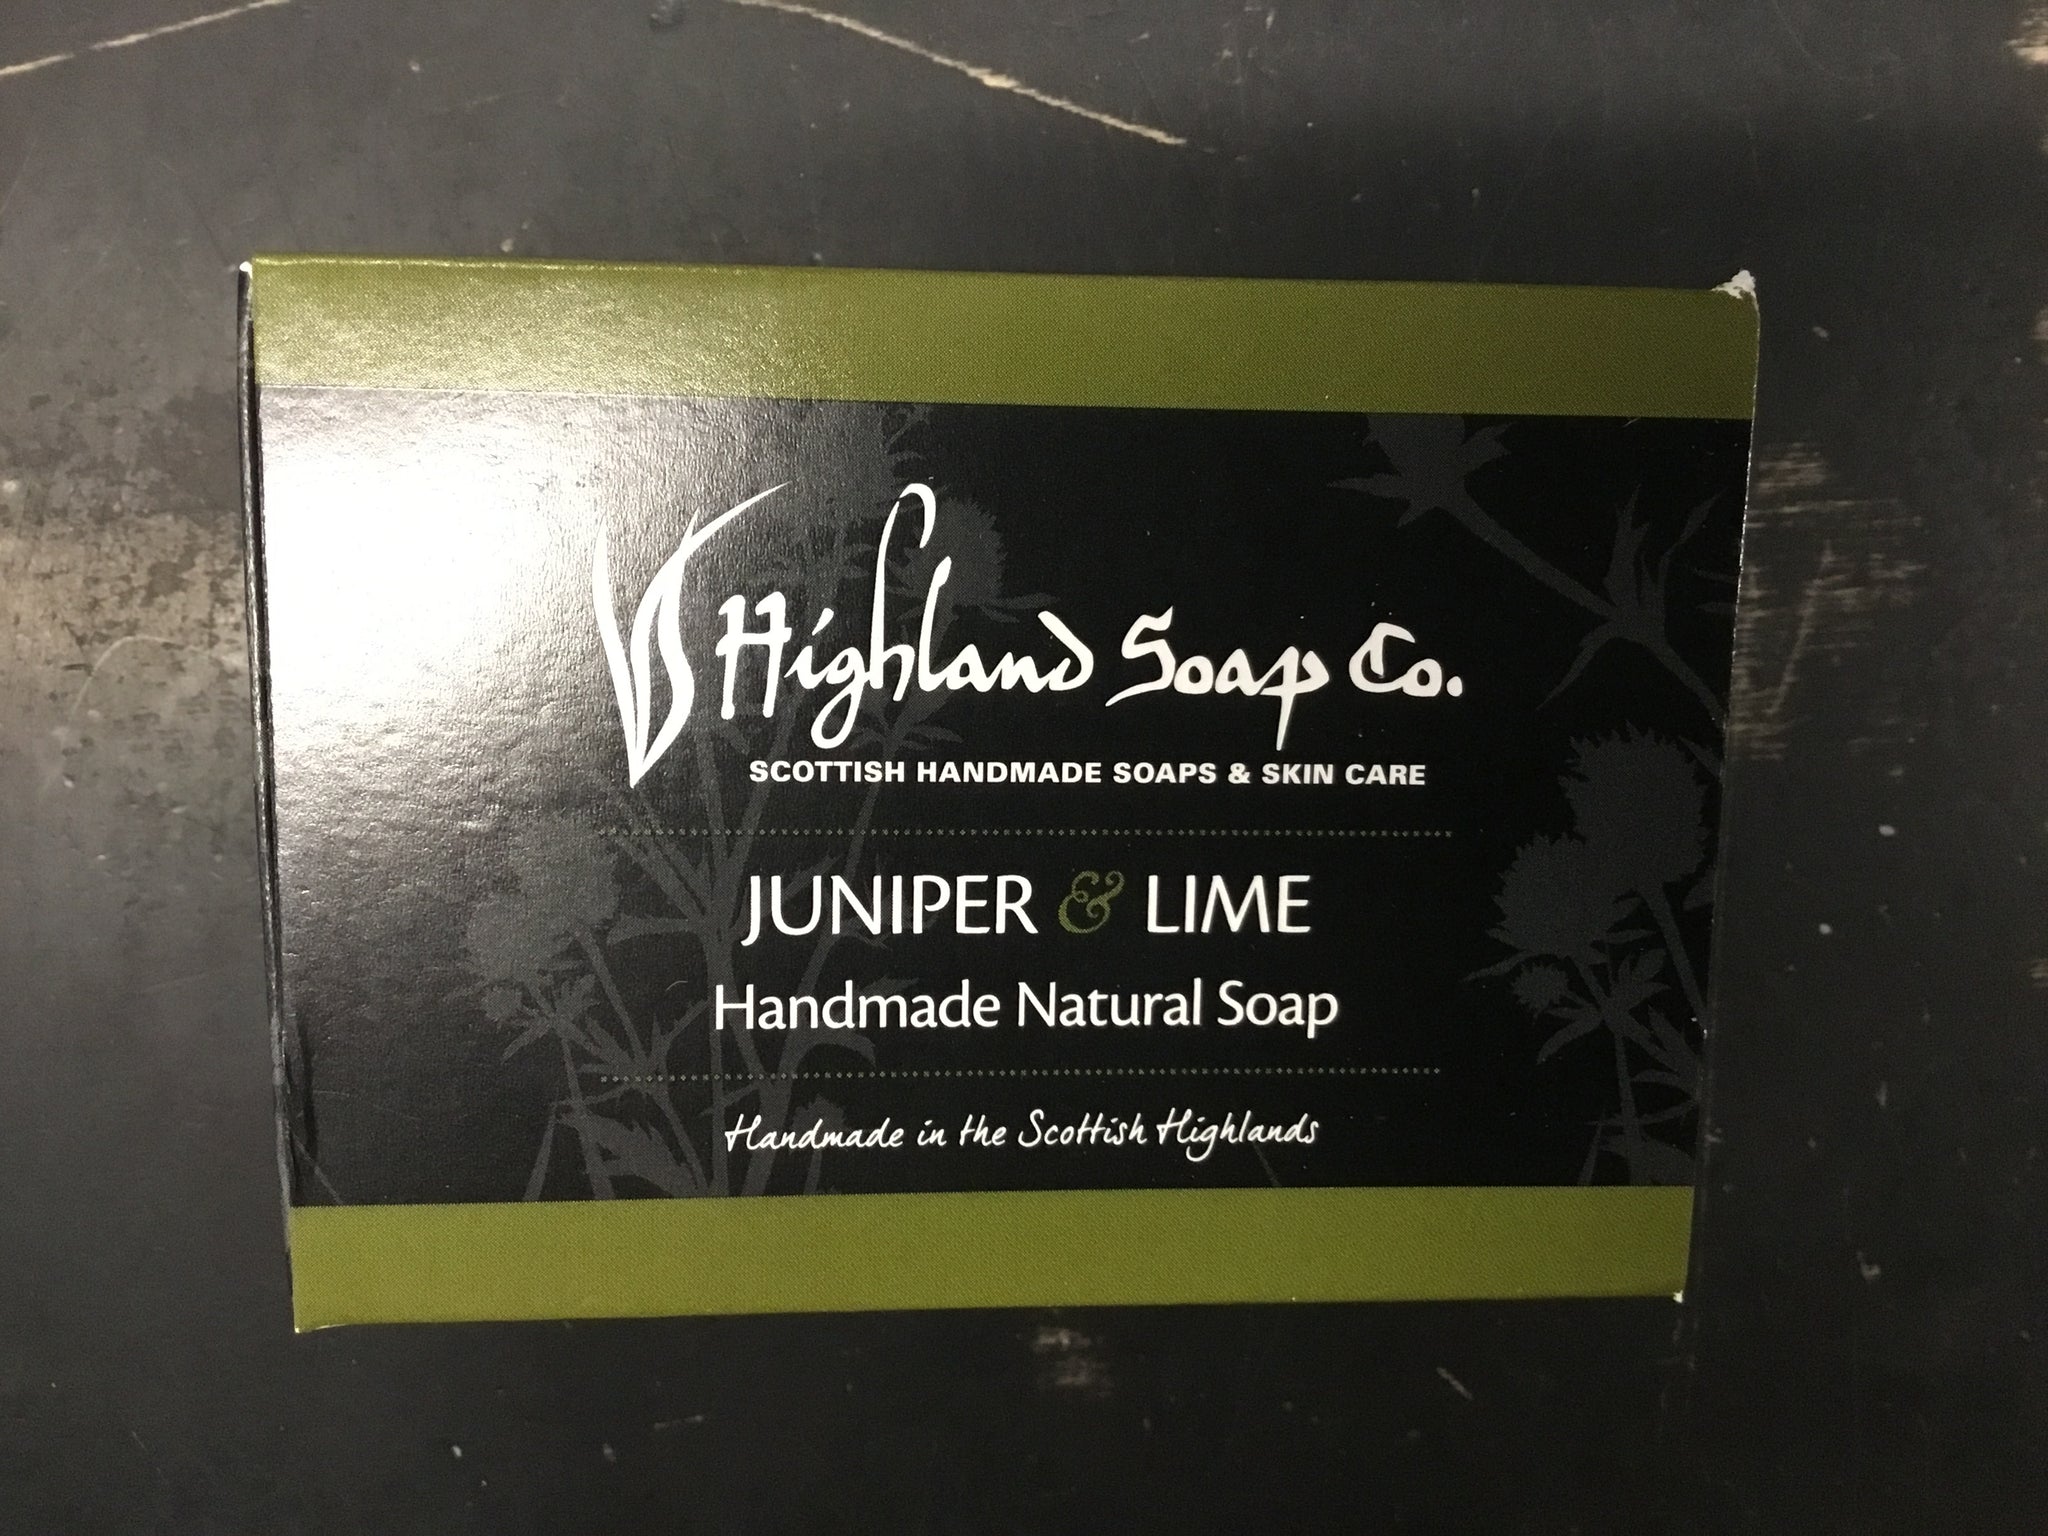 Highland Soap Co.
SCOTTISH HANDMADE SOAPS & SKIN CARE
JUNIPER & LIME
Handmade Natural Soap
Handmade in the Scottish Highlands